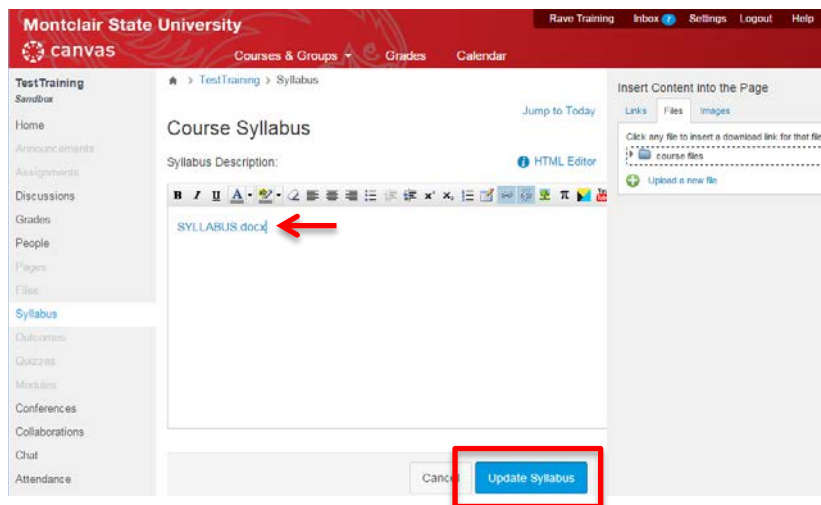 Montclair State University
Rave Training Inbox 7 Settings Logout Help
canvas
Courses & Groups Grades Calendar
TestTraining
Sandbox
Home
Announcements
Assignments
Discussions
Grades
People
Pages
Files
Syllabus
Outcomes
Quizzes
Modules
Conferences
Collaborations
Chat
Attendance
TestTraining > Syllabus
Jump to Today
Course Syllabus
Syllabus Description:
HTML Editor
B I U A
SYLLABUS.docx
Cancel Update Syllabus
Insert Content into the Page
Links Files Images
Click any file to insert a download link for that file
course files
Upload a new file